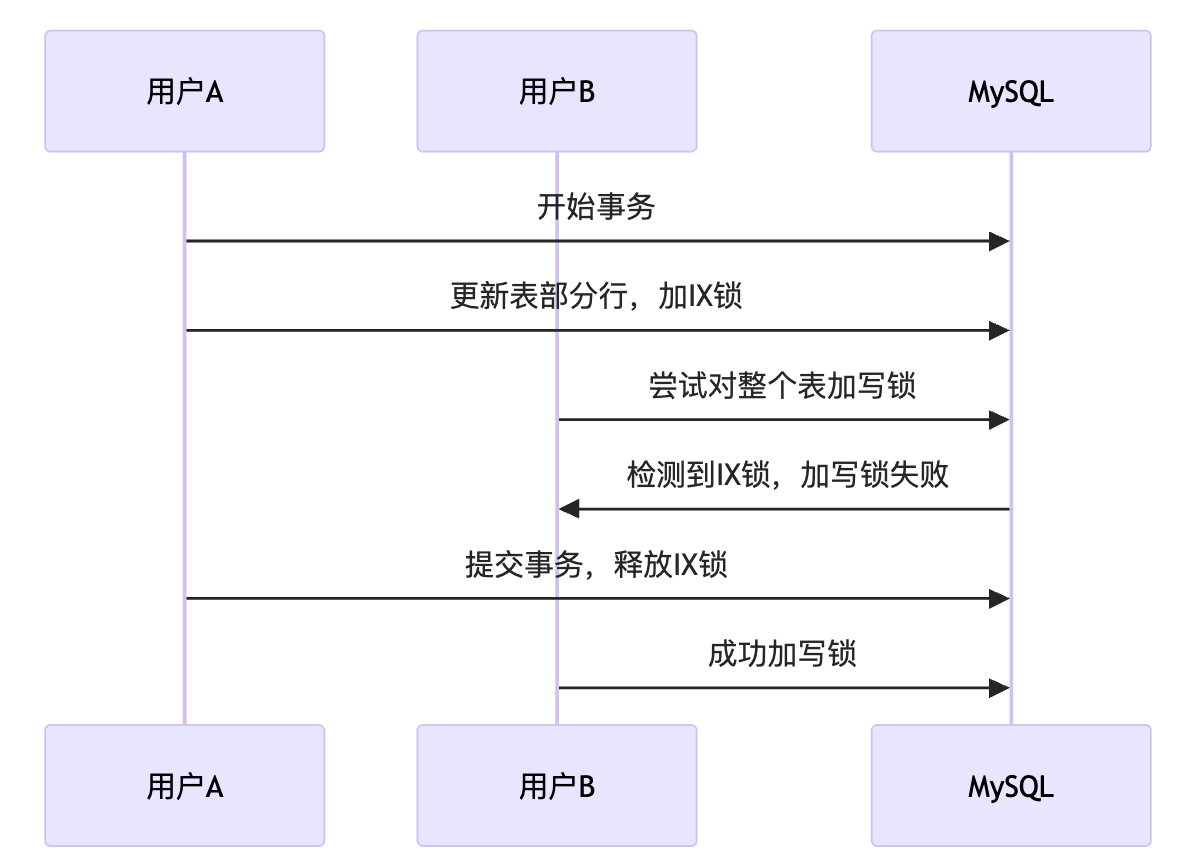 用户A
用户B
MySQL
开始事务
更新表部分行，加IX锁
尝试对整个表加写锁
检测到IX锁，加写锁失败
提交事务，释放IX锁
成功加写锁
用户A
用户B
MySQL